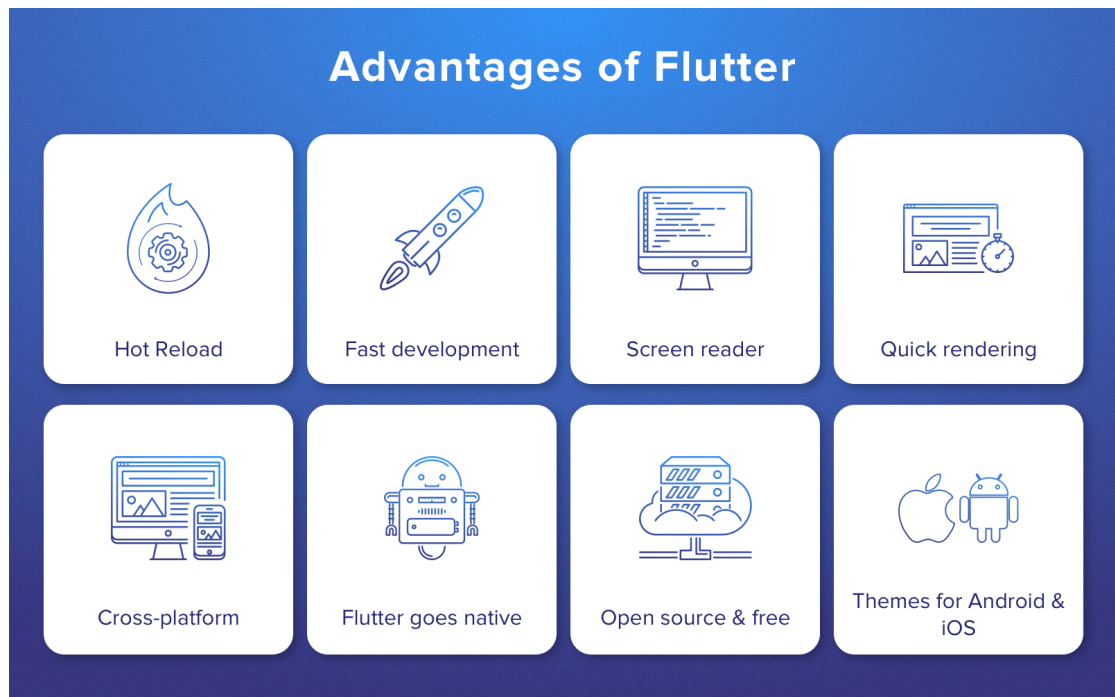 Advantages of Flutter
Hot Reload
Fast development
Screen reader
Quick rendering
Cross-platform
Flutter goes native
Open source & free
Themes for Android &
iOS